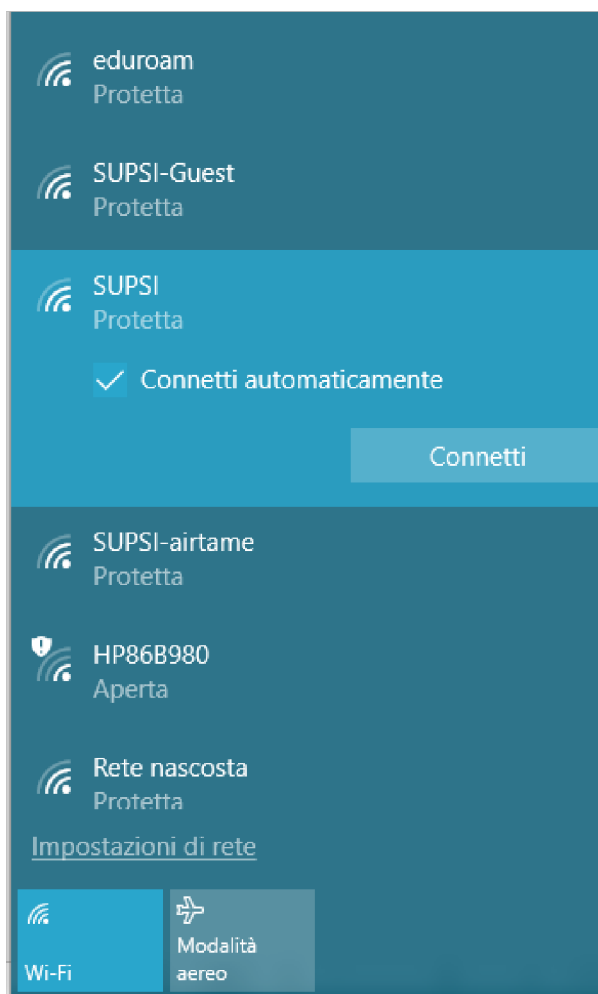 eduroam
Protetta
SUPSI-Guest
Protetta
SUPSI
Protetta
Connetti automaticamente
Connetti
SUPSI-airtame
Protetta
HP86B980
Aperta
Rete nascosta
Protetta
Impostazioni di rete
Wi-Fi
Modalità
aereo